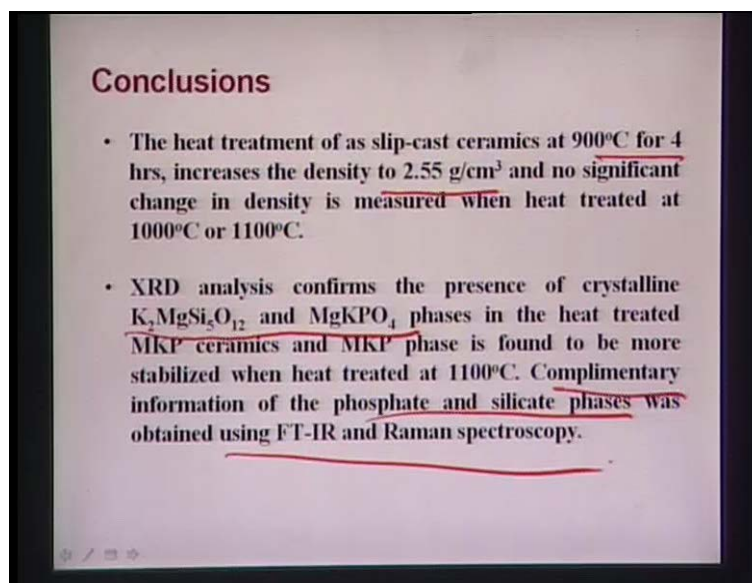 Conclusions
• The heat treatment of as slip-cast ceramics at 900°C for 4
hrs, increases the density to 2.55 g/cm³ and no significant
change in density is measured when heat treated at
1000°C or 1100°C.
• XRD analysis confirms the presence of crystalline
K₂MgSi₅O₁₂ and MgKPO₄ phases in the heat treated
MKP ceramics and MKP phase is found to be more
stabilized when heat treated at 1100°C. Complimentary
information of the phosphate and silicate phases was
obtained using FT-IR and Raman spectroscopy.